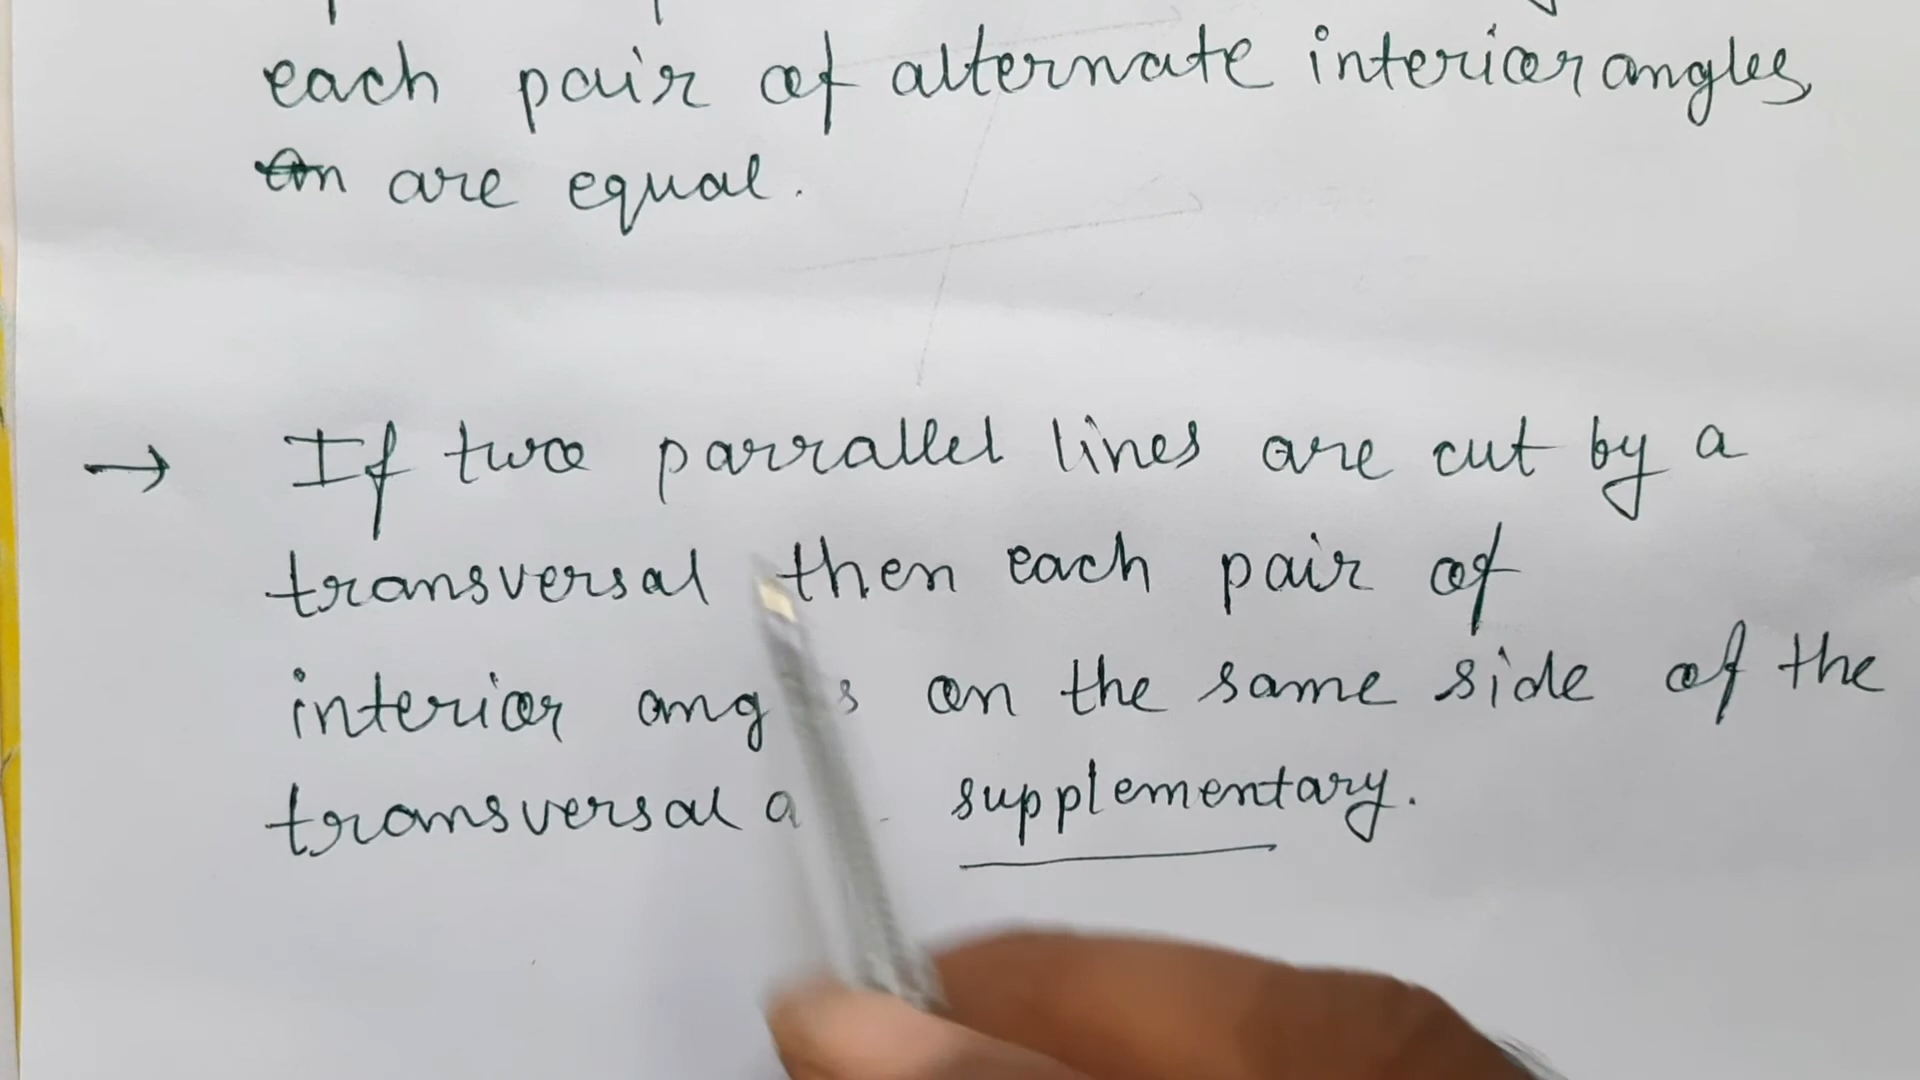 each pair of alternate interior angles
are equal.
→ If two parrallel lines are cut by a
transversal then each pair of
interior on the same side of the
transversal supplementary.